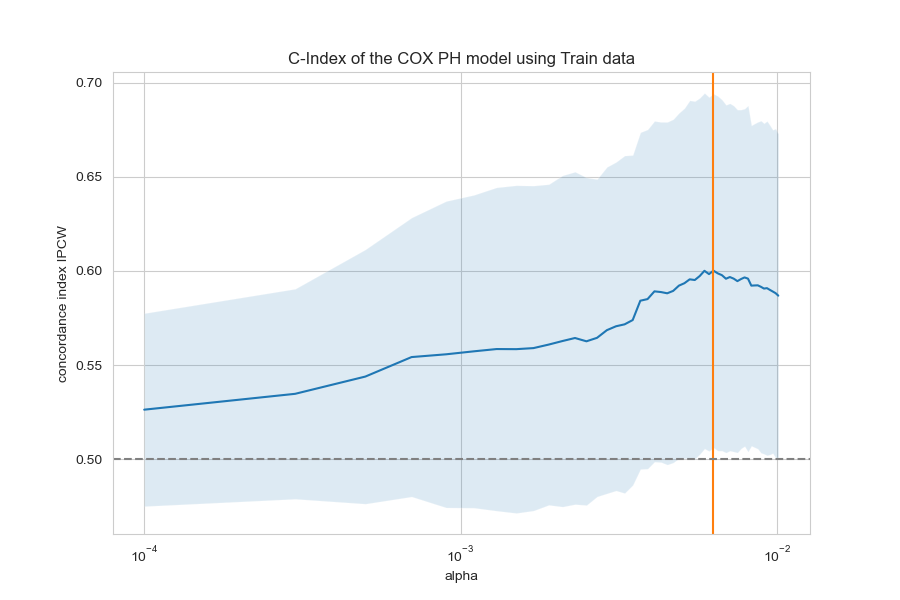 C-Index of the COX PH model using Train data
concordance index IPCW
0.70
0.65
0.60
0.55
0.50
10⁻⁴
10⁻³
10⁻²
alpha